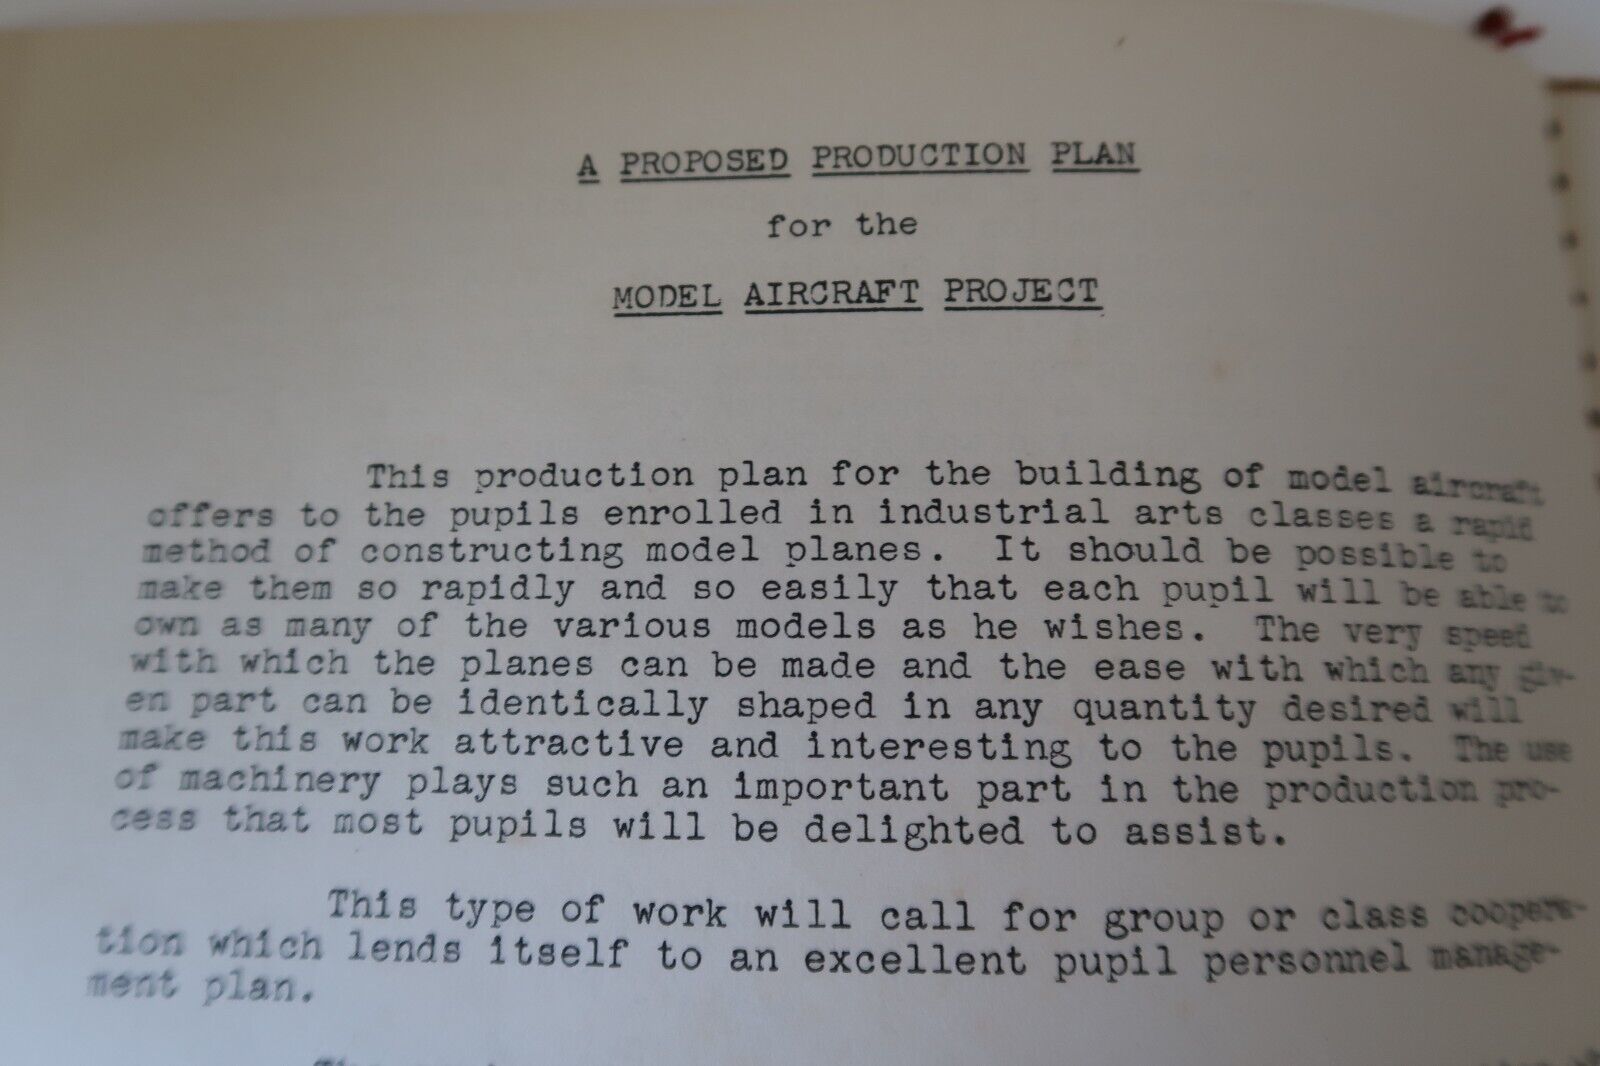 A PROPOSED PRODUCTION PLAN
for the
MODEL AIRCRAFT PROJECT
This production plan for the building of model aircraft
offers to the pupils enrolled in industrial arts classes a rapid
method of constructing model planes. It should be possible to
make them so rapidly and so easily that each pupil will be able to
own as many of the various models as he wishes. The very speed
with which the planes can be made and the ease with which any giv-
en part can be identically shaped in any quantity desired will
make this work attractive and interesting to the pupils. The use
of machinery plays such an important part in the production pro-
cess that most pupils will be delighted to assist.
This type of work will call for group or class coopera-
tion which lends itself to an excellent pupil personnel manage-
ment plan.